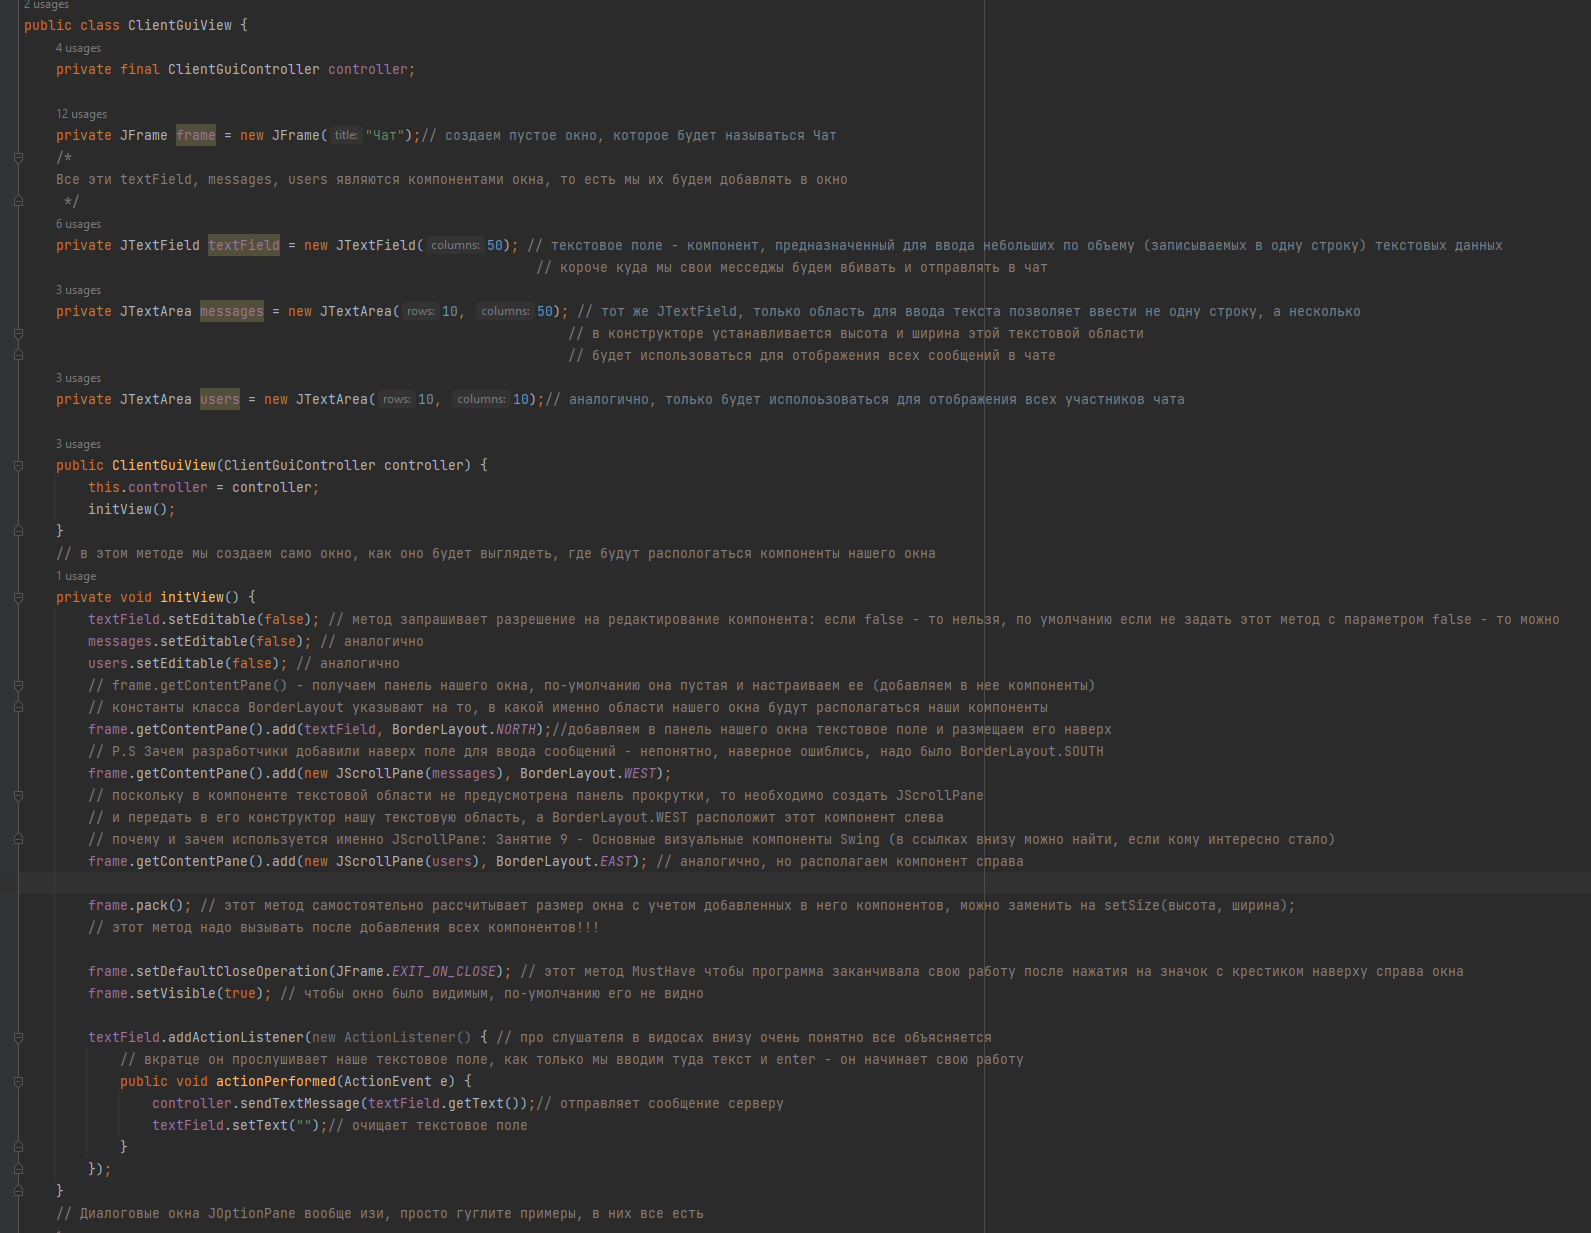 2 usages
public class ClientGuiView {
4 usages
private final ClientGuiController controller;
12 usages
private JFrame frame = new JFrame( title: "Чат");// создаем пустое окно, которое будет называться Чат
/*
Все эти textField, messages, users являются компонентами окна, то есть мы их будем добавлять в окно
*/
6 usages
private JTextField textField = new JTextField( columns: 50); // текстовое поле - компонент, предназначенный для ввода небольших по объему (записываемых в одну строку) текстовых данных
// короче куда мы свои месседжы будем вбивать и отправлять в чат
3 usages
private JTextArea messages = new JTextArea( rows: 10, columns: 50); // тот же JTextField, только область для ввода текста позволяет ввести не одну строку, а несколько
// в конструкторе устанавливается высота и ширина этой текстовой области
// будет использоваться для отображения всех сообщений в чате
3 usages
private JTextArea users = new JTextArea( rows: 10, columns: 10);// аналогично, только будет исполоьзоваться для отображения всех участников чата
3 usages
public ClientGuiView(ClientGuiController controller) {
this.controller = controller;
initView();
}
// в этом методе мы создаем само окно, как оно будет выглядеть, где будут распологаться компоненты нашего окна
1 usage
private void initView() {
textField.setEditable(false); // метод запрашивает разрешение на редактирование компонента: если false - то нельзя, по умолчанию если не задать этот метод с параметром false - то можно
messages.setEditable(false); // аналогично
users.setEditable(false); // аналогично
// frame.getContentPane() - получаем панель нашего окна, по-умолчанию она пустая и настраиваем ее (добавляем в нее компоненты)
// константы класса BorderLayout указывают на то, в какой именно области нашего окна будут располагаться наши компоненты
frame.getContentPane().add(textField, BorderLayout.NORTH);//добавляем в панель нашего окна текстовое поле и размещаем его наверх
// P.S Зачем разработчики добавили наверх поле для ввода сообщений - непонятно, наверное ошиблись, надо было BorderLayout.SOUTH
frame.getContentPane().add(new JScrollPane(messages), BorderLayout.WEST);
// поскольку в компоненте текстовой области не предусмотрена панель прокрутки, то необходимо создать JScrollPane
// и передать в его конструктор нашу текстовую область, а BorderLayout.WEST расположит этот компонент слева
// почему и зачем используется именно JScrollPane: Занятие 9 - Основные визуальные компоненты Swing (в ссылках внизу можно найти, если кому интересно стало)
frame.getContentPane().add(new JScrollPane(users), BorderLayout.EAST); // аналогично, но располагаем компонент справа
frame.pack(); // этот метод самостоятельно рассчитывает размер окна с учетом добавленных в него компонентов, можно заменить на setSize(высота, ширина);
// этот метод надо вызывать после добавления всех компонентов!!!
frame.setDefaultCloseOperation(JFrame.EXIT_ON_CLOSE); // этот метод MustHave чтобы программа заканчивала свою работу после нажатия на значок с крестиком наверху справа окна
frame.setVisible(true); // чтобы окно было видимым, по-умолчанию его не видно
textField.addActionListener(new ActionListener() { // про слушателя в видосах внизу очень понятно все объясняется
// вкратце он прослушивает наше текстовое поле, как только мы вводим туда текст и enter - он начинает свою работу
public void actionPerformed(ActionEvent e) {
controller.sendTextMessage(textField.getText());// отправляет сообщение серверу
textField.setText("");// очищает текстовое поле
}
});
}
// Диалоговые окна JOptionPane вообще изи, просто гуглите примеры, в них все есть